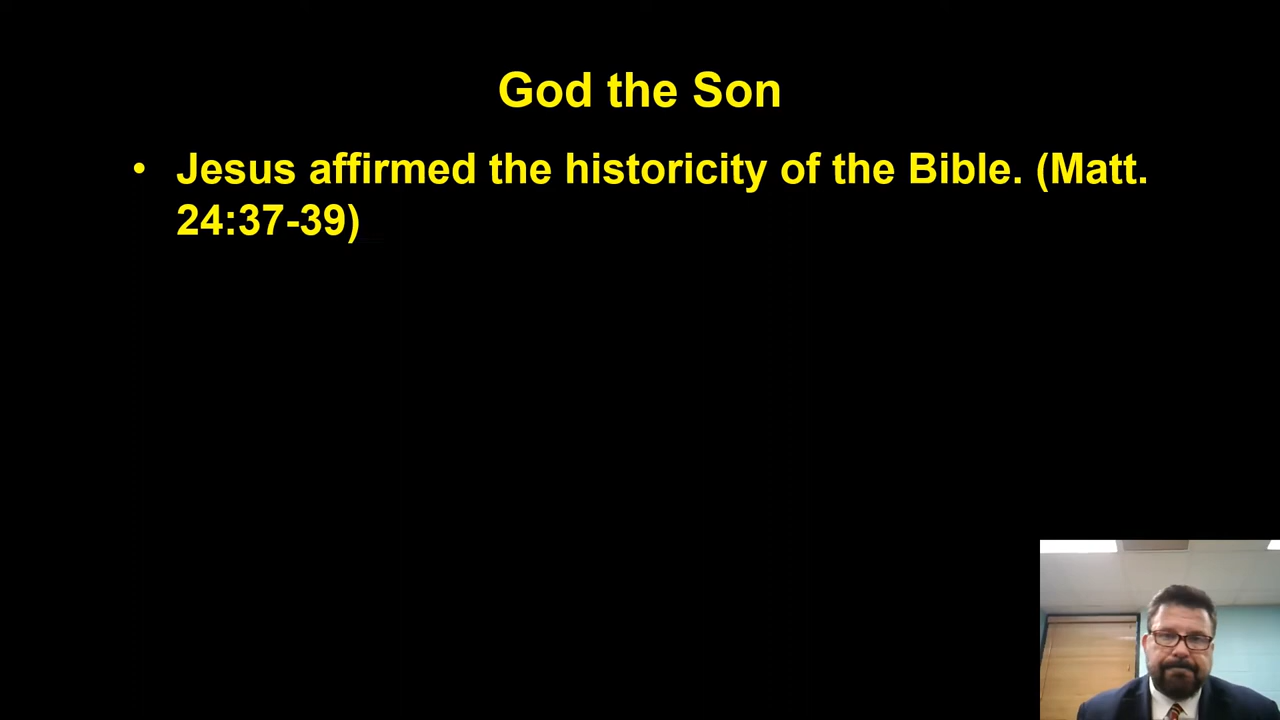 God the Son
• Jesus affirmed the historicity of the Bible. (Matt.
24:37-39)